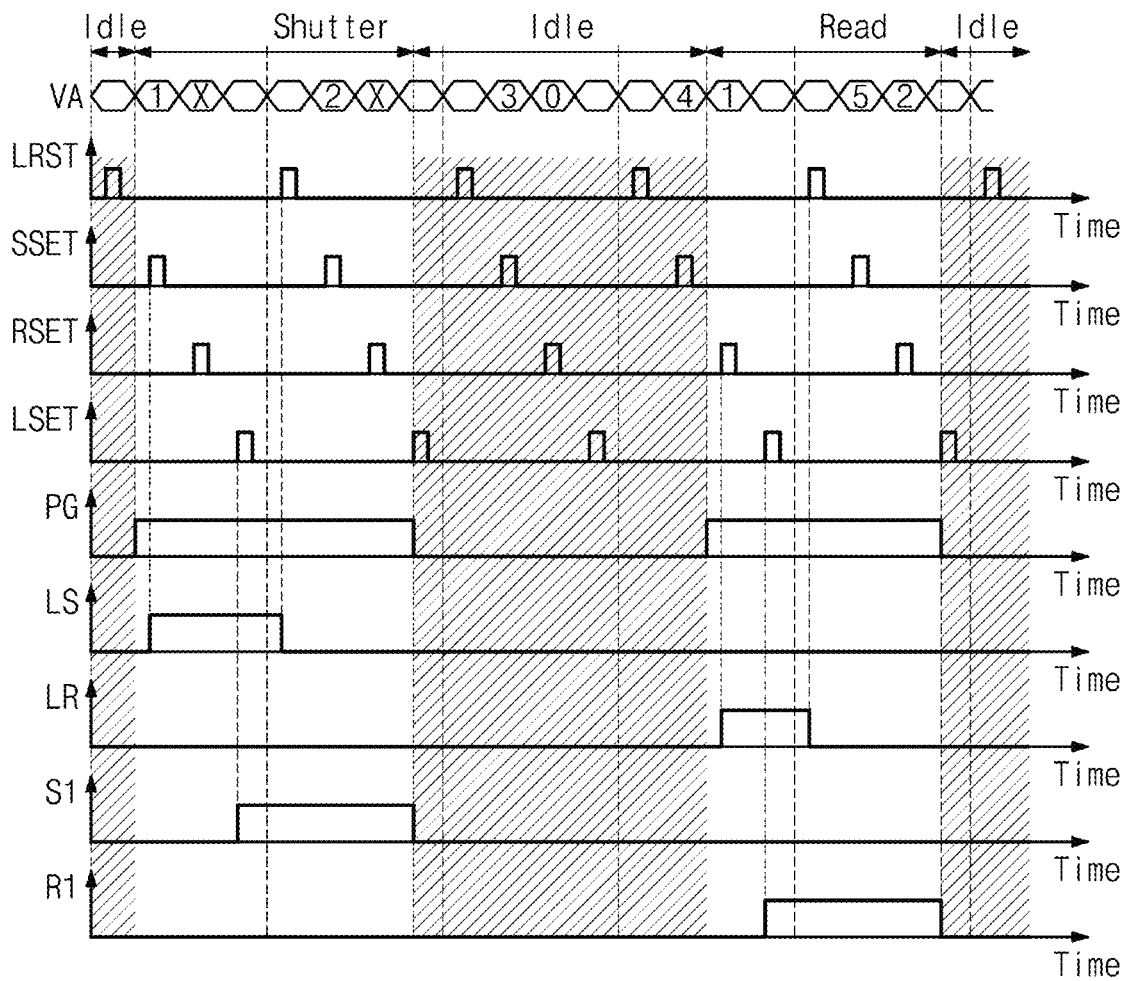 Idle Shutter Idle Read Idle
VA 1 X 2 X 3 0 4 1 5 2
LRST
Time
SSET
Time
RSET
Time
LSET
Time
PG
Time
LS
Time
LR
Time
S1
Time
R1
Time